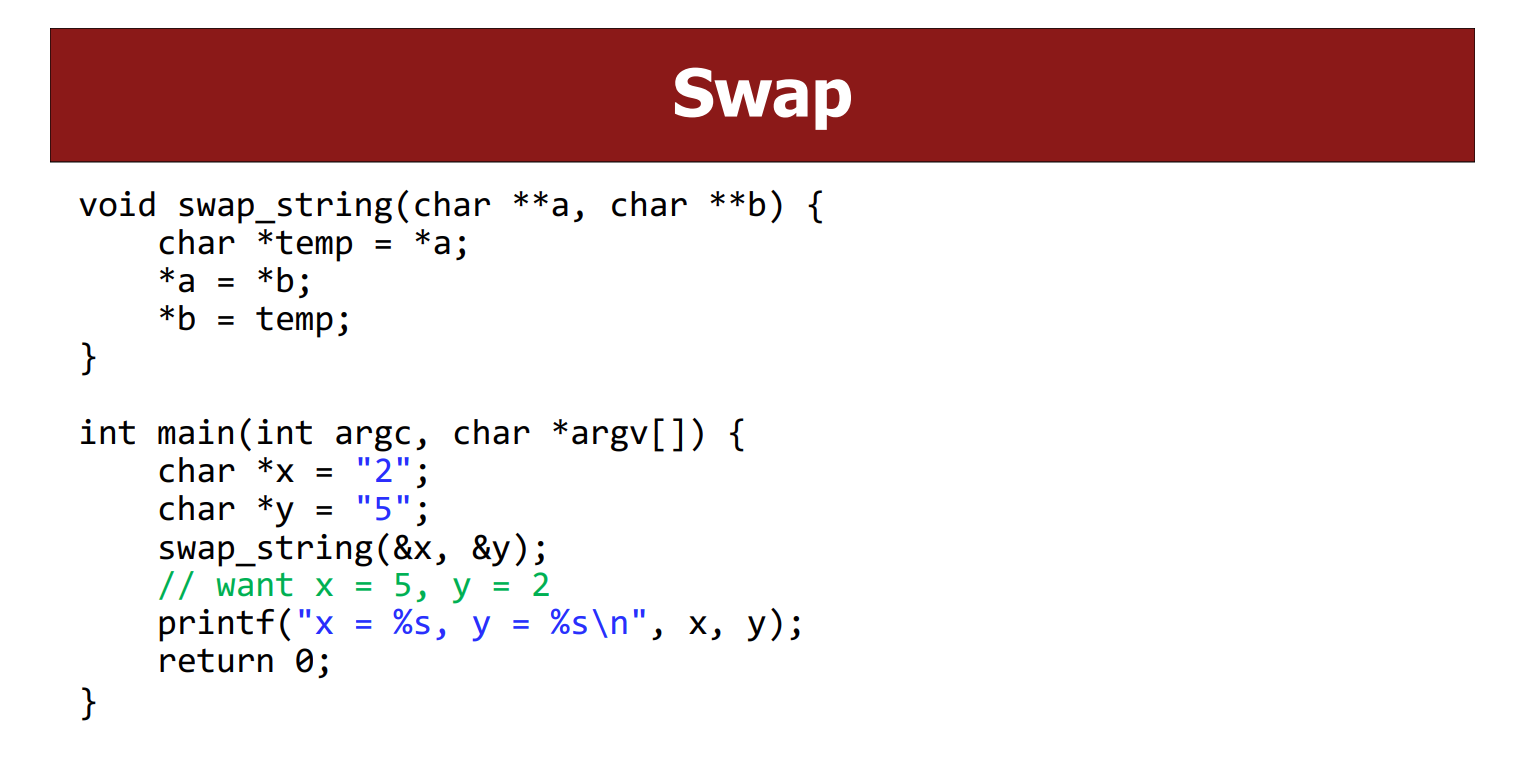 Swap
void swap_string(char **a, char **b) {
    char *temp = *a;
    *a = *b;
    *b = temp;
}
int main(int argc, char *argv[]) {
    char *x = "2";
    char *y = "5";
    swap_string(&x, &y);
    // want x = 5, y = 2
    printf("x = %s, y = %s\n", x, y);
    return 0;
}